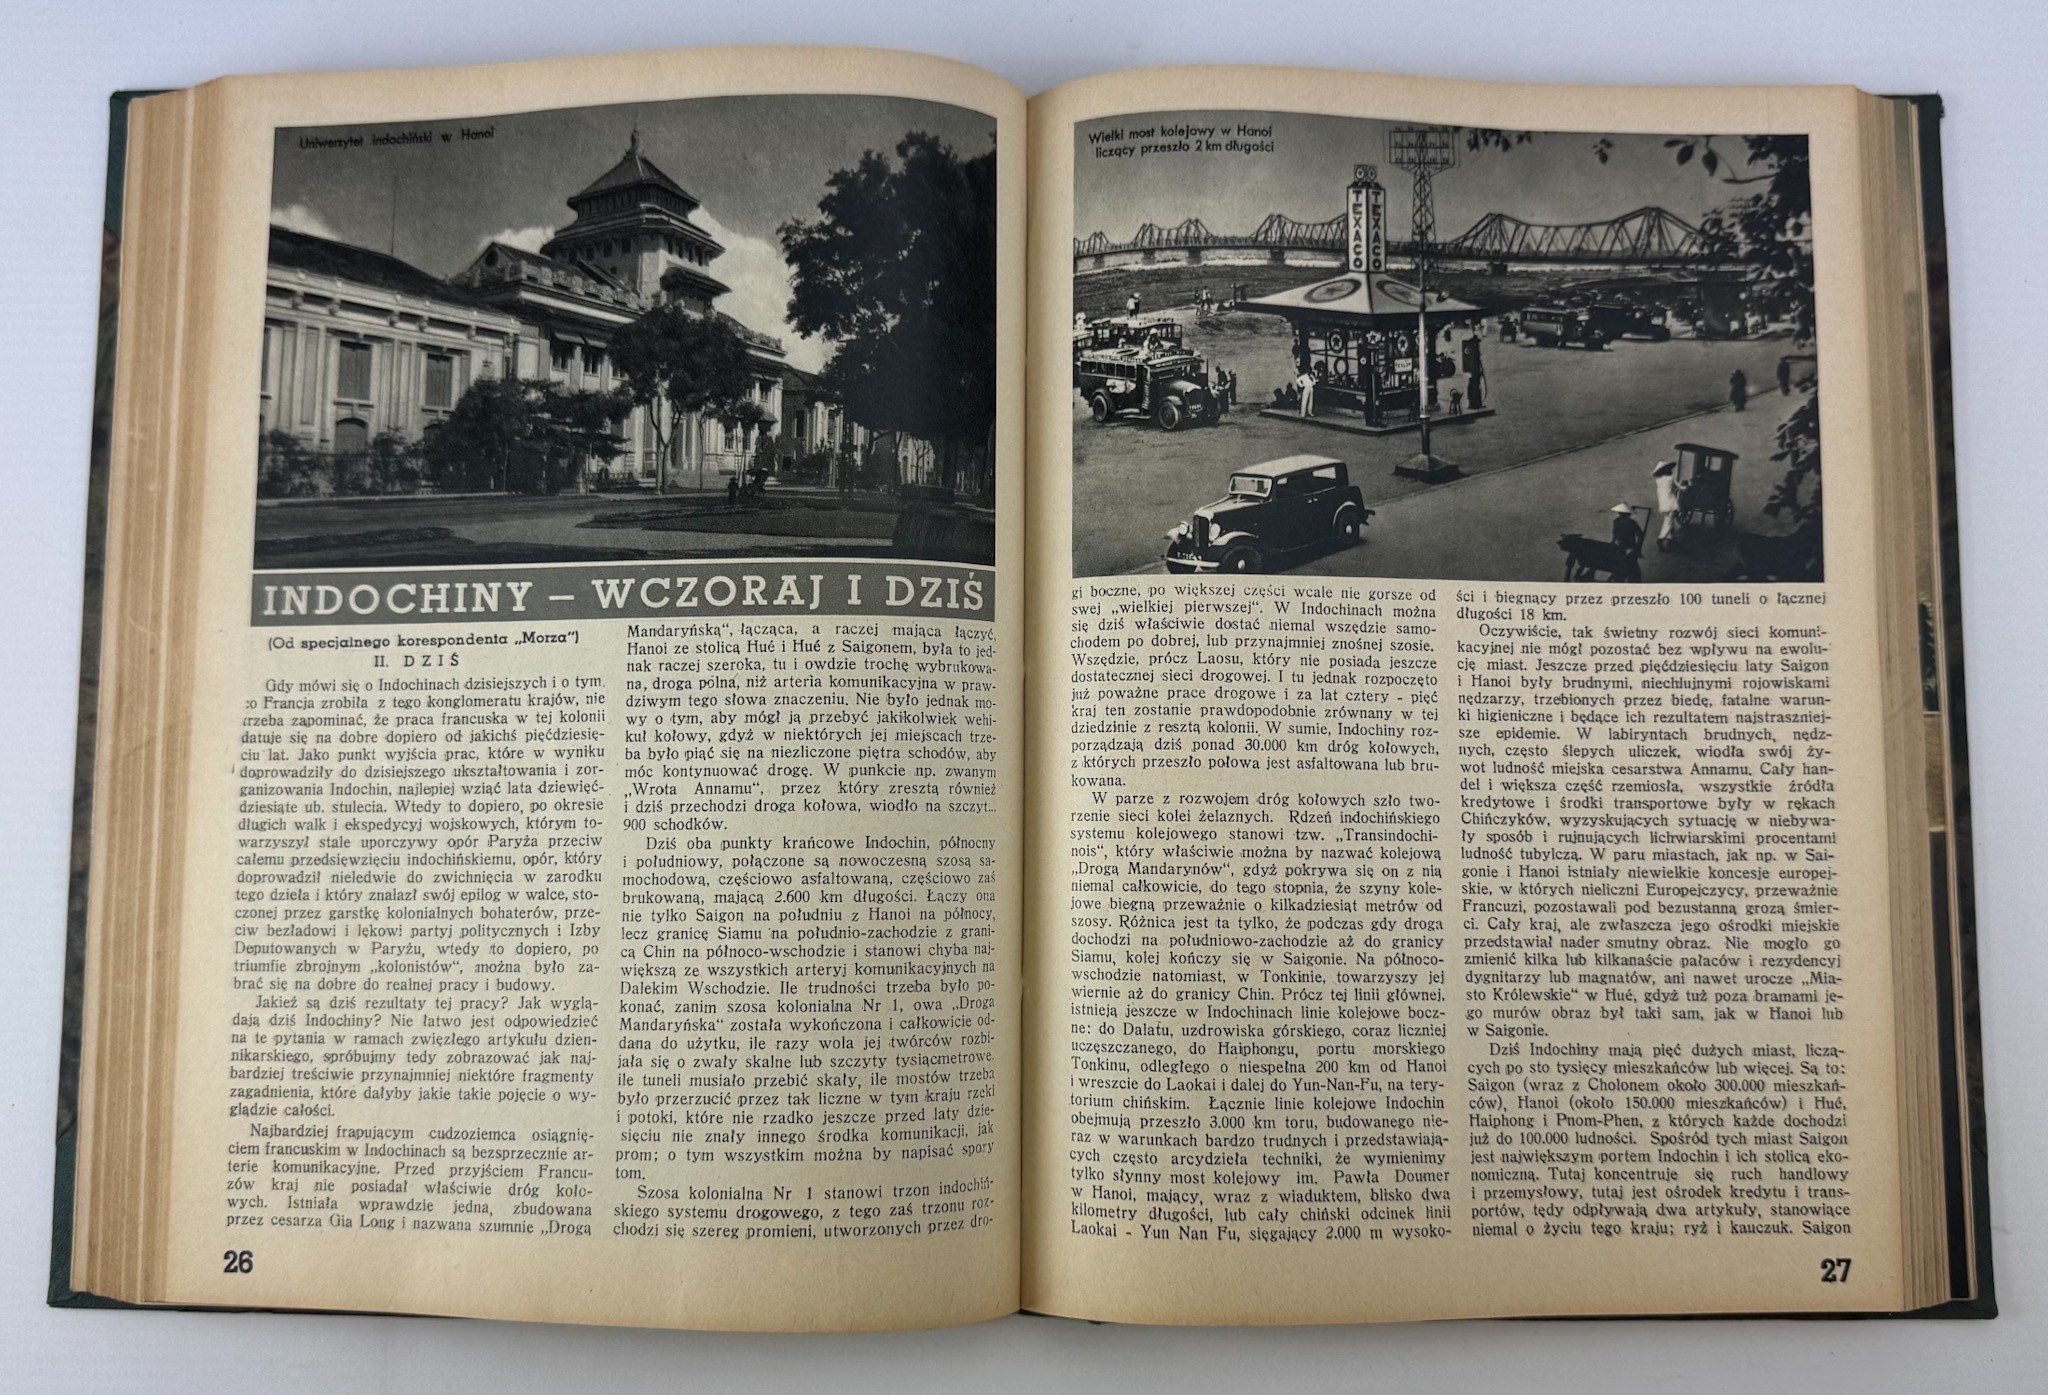 Uniwersytet indochiński w Hanoi
INDOCHINY – WCZORAJ I DZIŚ
(Od specjalnego korespondenta „Morza")
II. DZIŚ
Gdy mówi się o Indochinach dzisiejszych i o tym.
:o Francja zrobiła z tego konglomeratu krajów, nie
trzeba zapominać, że praca francuska w tej kolonii
datuje się na dobre dopiero od jakichś pięćdziesię-
ciu lat. Jako punkt wyjścia prac, które w wyniku
doprowadziły do dzisiejszego ukształtowania i zor-
ganizowania Indochin, najlepiej wziąć lata dziewięć-
dziesiąte ub. stulecia. Wtedy to dopiero, po okresie
długich walk i ekspedycyj wojskowych, którym to-
warzyszył stale uporczywy opór Paryża przeciw
całemu przedsięwzięciu indochińskiemu, opór, który
doprowadził nieledwie do zwichnięcia w zarodku
tego dzieła i który znalazł swój epilog w walce, sto-
czonej przez garstkę kolonialnych bohaterów, prze-
ciw bezładowi i lękowi partyj politycznych i Izby
Deputowanych w Paryżu, wtedy to dopiero, po
triumfie zbrojnym „kolonistów", można było za-
brać się na dobre do realnej pracy i budowy.
Jakież są dziś rezultaty tej pracy? Jak wyglą-
dają dziś Indochiny? Nie łatwo jest odpowiedzieć
na te pytania w ramach zwięzłego artykułu dzien-
nikarskiego, spróbujmy tedy zobrazować jak naj-
bardziej treściwie przynajmniej niektóre fragmenty
zagadnienia, które dałyby jakie takie pojęcie o wy-
glądzie całości.
Najbardziej frapującym cudzoziemca osiągnię-
ciem francuskim w Indochinach są bezsprzecznie ar-
terie komunikacyjne. Przed przyjściem Francu-
zów kraj nie posiadał właściwie dróg koło-
wych. Istniała wprawdzie jedna, zbudowana
przez cesarza Gia Long i nazwana szumnie „Drogą
26
Mandaryńską", łącząca, a raczej mająca łączyć,
Hanoi ze stolicą Hué i Hué z Saigonem, była to jed-
nak raczej szeroka, tu i owdzie trochę wybrukowa-
na, droga polna, niż arteria komunikacyjna w praw-
dziwym tego słowa znaczeniu. Nie było jednak mo-
wy o tym, aby mógł ją przebyć jakikolwiek wehi-
kuł kołowy, gdyż w niektórych jej miejscach trze-
ba było piąć się na niezliczone piętra schodów, aby
móc kontynuować drogę. W punkcie np. zwanym
„Wrota Annamu", przez który zresztą również
i dziś przechodzi droga kołowa, wiodło na szczyt...
900 schodków.
Dziś oba punkty krańcowe Indochin, północny
i południowy, połączone są nowoczesną szosą sa-
mochodową, częściowo asfaltowaną, częściowo zaś
brukowaną, mającą 2.600 km długości. Łączy ona
nie tylko Saigon na południu z Hanoi na północy,
lecz granicę Siamu na południo-zachodzie z grani-
cą Chin na północo-wschodzie i stanowi chyba naj-
większą ze wszystkich arteryj komunikacyjnych na
Dalekim Wschodzie. Ile trudności trzeba było po-
konać, zanim szosa kolonialna Nr 1, owa „Droga
Mandaryńska" została wykończona i całkowicie od-
dana do użytku, ile razy wola jej twórców rozbi-
jała się o zwały skalne lub szczyty tysiącmetrowe,
ile tuneli musiało przebić skały, ile mostów trzeba
było przerzucić przez tak liczne w tym kraju rzeki
i potoki, które nie rzadko jeszcze przed laty dzie-
sięciu nie znały innego środka komunikacji, jak
prom; o tym wszystkim można by napisać spory
tom.
Szosa kolonialna Nr 1 stanowi trzon indochiń-
skiego systemu drogowego, z tego zaś trzonu roz-
chodzi się szereg promieni, utworzonych przez dro-
Wielki most kolejowy w Hanoi
liczący przeszło 2 km długości
TEXACO
TEXACO
gi boczne, po większej części wcale nie gorsze od
swej „wielkiej pierwszej". W Indochinach można
się dziś właściwie dostać niemal wszędzie samo-
chodem po dobrej, lub przynajmniej znośnej szosie.
Wszędzie, prócz Laosu, który nie posiada jeszcze
dostatecznej sieci drogowej. I tu jednak rozpoczęto
już poważne prace drogowe i za lat cztery - pięć
kraj ten zostanie prawdopodobnie zrównany w tej
dziedzinie z resztą kolonii. W sumie, Indochiny roz-
porządzają dziś ponad 30.000 km dróg kołowych,
z których przeszło połowa jest asfaltowana lub bru-
kowana.
W parze z rozwojem dróg kołowych szło two-
rzenie sieci kolei żelaznych. Rdzeń indochińskiego
systemu kolejowego stanowi tzw. „Transindochi-
nois", który właściwie można by nazwać kolejową
„Drogą Mandarynów", gdyż pokrywa się on z nią
niemal całkowicie, do tego stopnia, że szyny kole-
jowe biegną przeważnie o kilkadziesiąt metrów od
szosy. Różnica jest ta tylko, że podczas gdy droga
dochodzi na południowo-zachodzie aż do granicy
Siamu, kolej kończy się w Saigonie. Na północo-
wschodzie natomiast, w Tonkinie, towarzyszy jej
wiernie aż do granicy Chin. Prócz tej linii głównej,
istnieją jeszcze w Indochinach linie kolejowe bocz-
ne: do Dalatu, uzdrowiska górskiego, coraz liczniej
uczęszczanego, do Haiphongu, portu morskiego
Tonkinu, odległego o niespełna 200 km od Hanoi
i wreszcie do Laokai i dalej do Yun-Nan-Fu, na tery-
torium chińskim. Łącznie linie kolejowe Indochin
obejmują przeszło 3.000 km toru, budowanego nie-
raz w warunkach bardzo trudnych i przedstawiają-
cych często arcydzieła techniki, że wymienimy
tylko słynny most kolejowy im. Pawła Doumer
w Hanoi, mający, wraz z wiaduktem, blisko dwa
kilometry długości, lub cały chiński odcinek linii
Laokai - Yun Nan Fu, sięgający 2.000 m wysoko-
ści i biegnący przez przeszło 100 tuneli o łącznej
długości 18 km.
Oczywiście, tak świetny rozwój sieci komuni-
kacyjnej nie mógł pozostać bez wpływu na ewolu-
cję miast. Jeszcze przed pięćdziesięciu laty Saigon
i Hanoi były brudnymi, niechlujnymi rojowiskami
nędzarzy, trzebionych przez biedę, fatalne warun-
ki higieniczne i będące ich rezultatem najstraszniej-
sze epidemie. W labiryntach brudnych, nędz-
nych, często ślepych uliczek, wiodła swój ży-
wot ludność miejska cesarstwa Annamu. Cały han-
del i większa część rzemiosła, wszystkie źródła
kredytowe i środki transportowe były w rękach
Chińczyków, wyzyskujących sytuację w niebywa-
ły sposób i rujnujących lichwiarskimi procentami
ludność tubylczą. W paru miastach, jak np. w Sai-
gonie i Hanoi istniały niewielkie koncesje europej-
skie, w których nieliczni Europejczycy, przeważnie
Francuzi, pozostawali pod bezustanną grozą śmier-
ci. Cały kraj, ale zwłaszcza jego ośrodki miejskie
przedstawiał nader smutny obraz. Nie mogło go
zmienić kilka lub kilkanaście pałaców i rezydencyj
dygnitarzy lub magnatów, ani nawet urocze „Mia-
sto Królewskie" w Hué, gdyż tuż poza bramami je-
go murów obraz był taki sam, jak w Hanoi lub
w Saigonie.
Dziś Indochiny mają pięć dużych miast, liczą-
cych po sto tysięcy mieszkańców lub więcej. Są to:
Saigon (wraz z Cholonem około 300.000 mieszkań-
ców), Hanoi (około 150.000 mieszkańców) i Hué,
Haiphong i Pnom-Phen, z których każde dochodzi
już do 100.000 ludności. Spośród tych miast Saigon
jest największym portem Indochin i ich stolicą eko-
nomiczną. Tutaj koncentruje się ruch handlowy
i przemysłowy, tutaj jest ośrodek kredytu i trans-
portów, tędy odpływają dwa artykuły, stanowiące
niemal o życiu tego kraju; ryż i kauczuk. Saigon
27